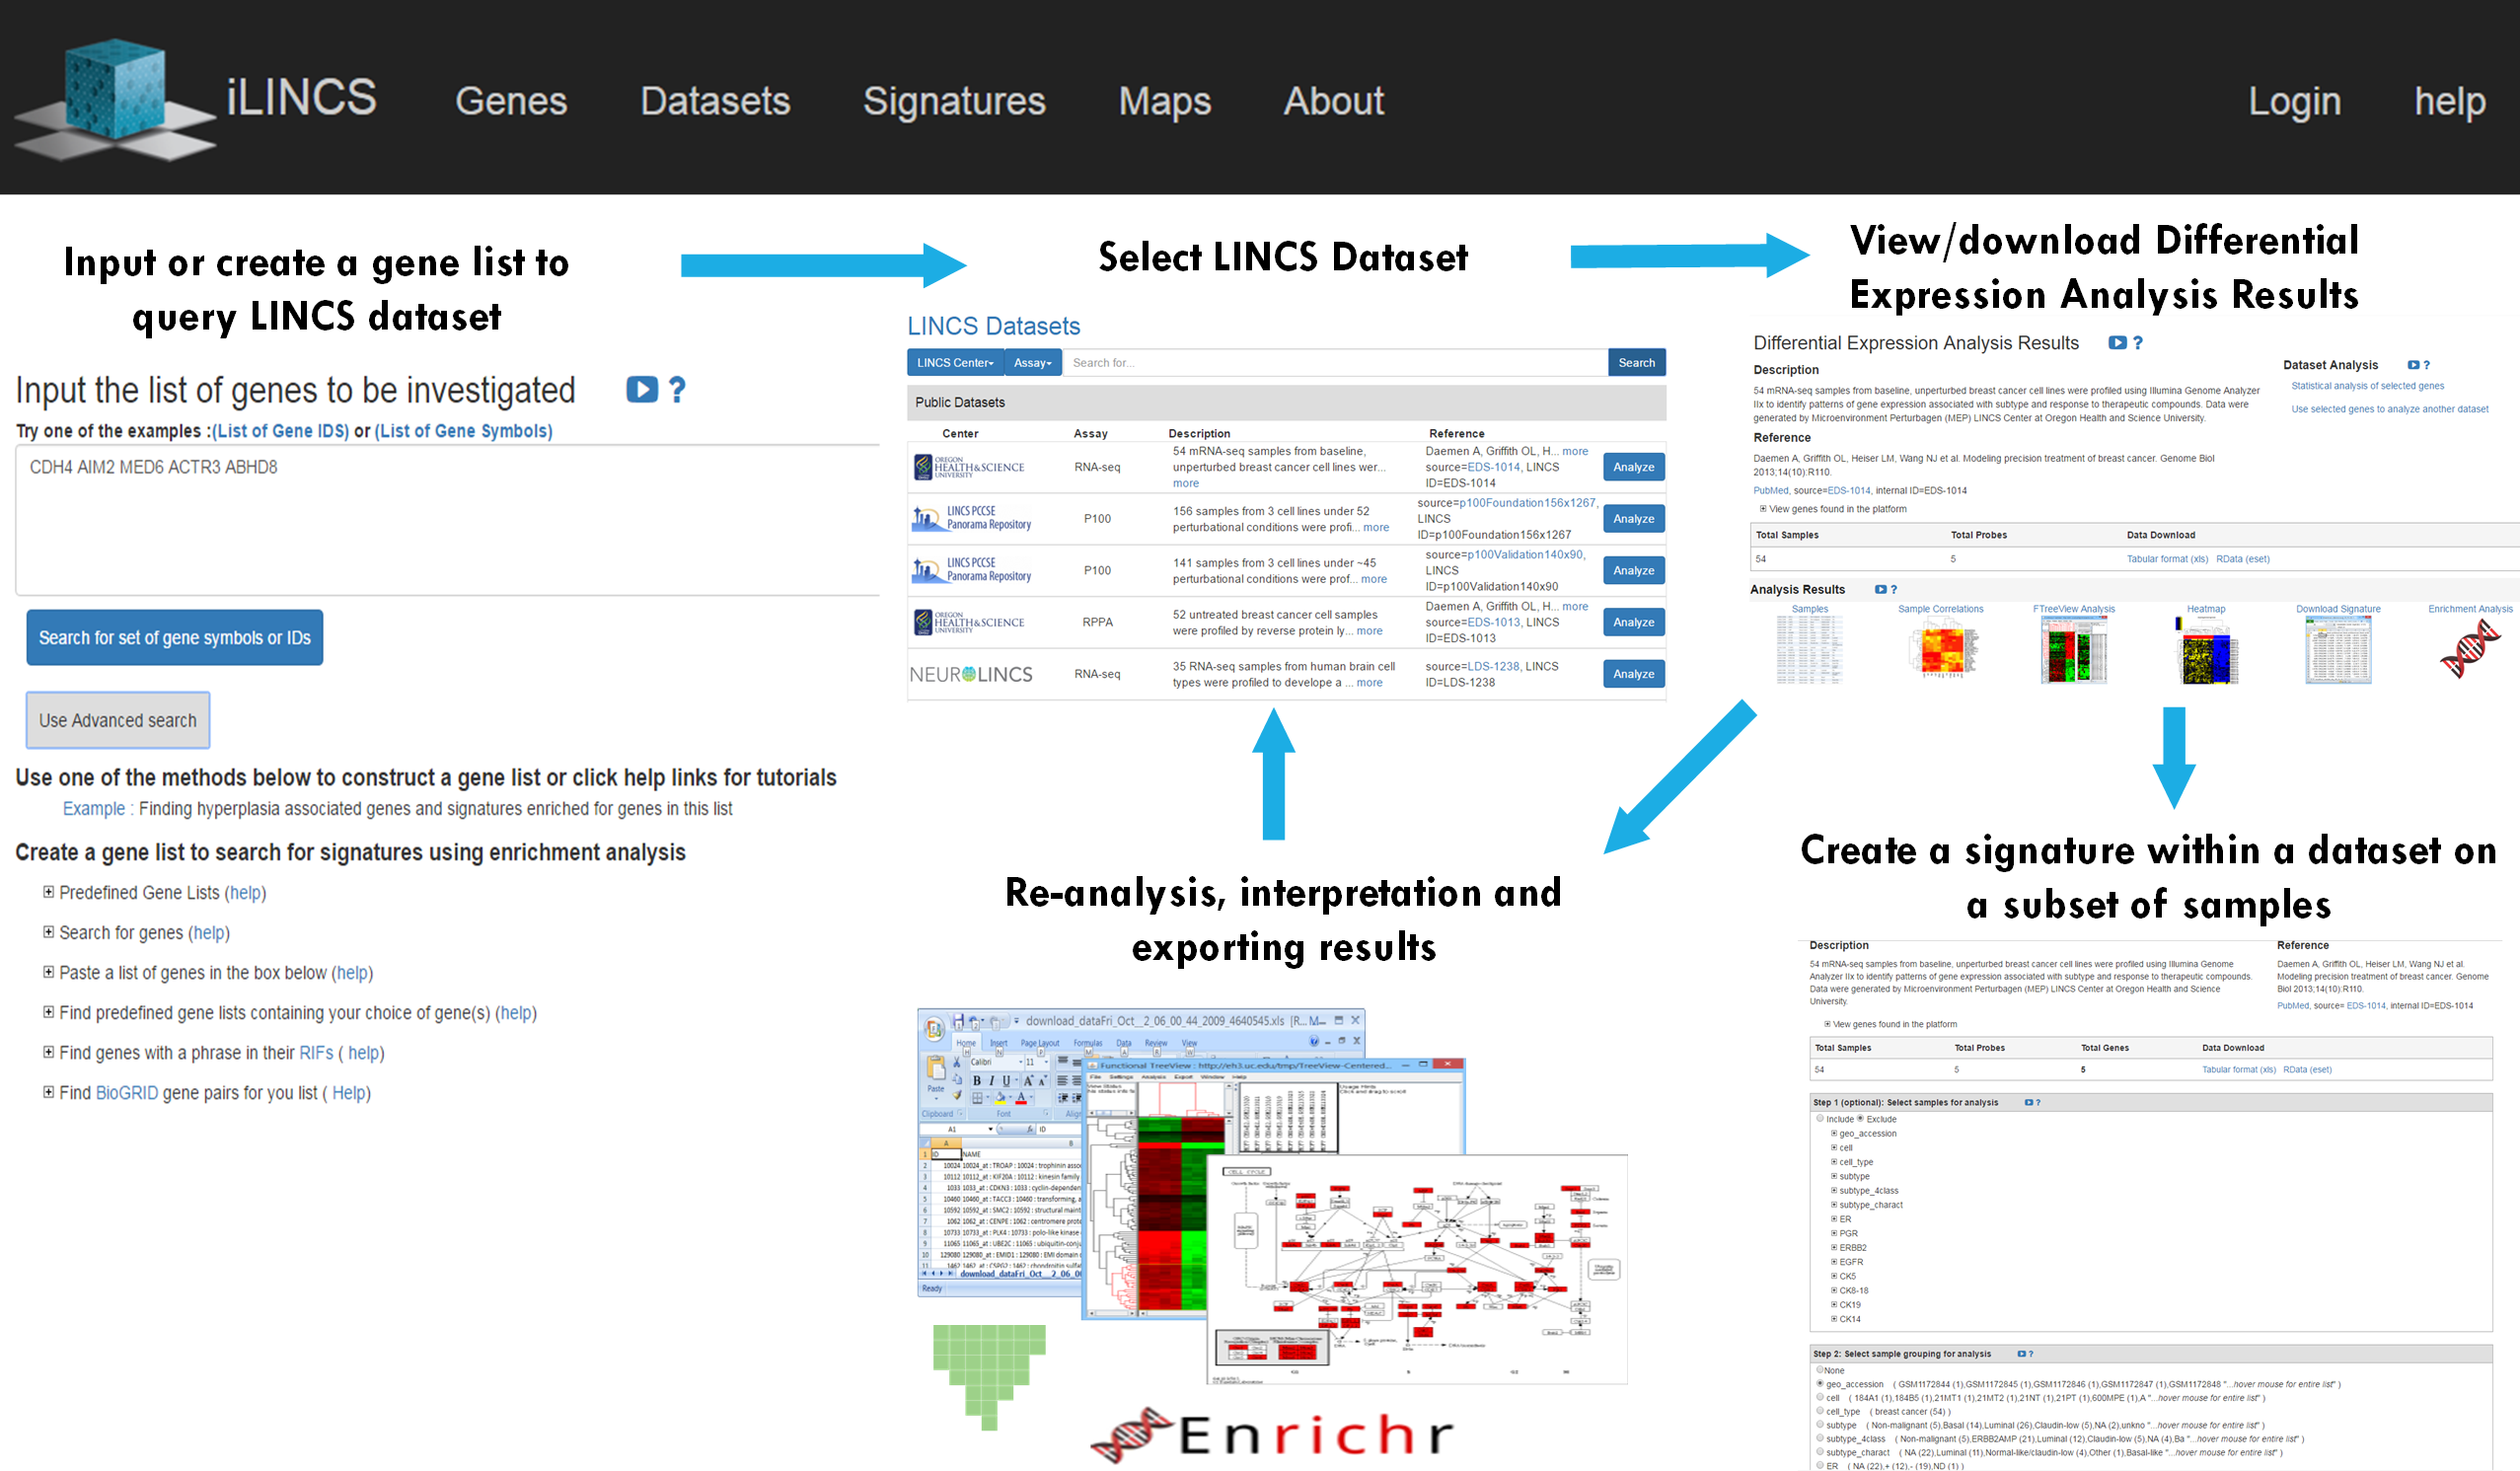 iLINCS
Genes
Datasets
Signatures
Maps
About
Login
help
Input or create a gene list to
query LINCS dataset
Input the list of genes to be investigated
?
Try one of the examples :(List of Gene IDS) or (List of Gene Symbols)
CDH4 AIM2 MED6 ACTR3 ABHD8
Search for set of gene symbols or IDs
Use Advanced search
Use one of the methods below to construct a gene list or click help links for tutorials
Example : Finding hyperplasia associated genes and signatures enriched for genes in this list
Create a gene list to search for signatures using enrichment analysis
Predefined Gene Lists (help)
Search for genes (help)
Paste a list of genes in the box below (help)
Find predefined gene lists containing your choice of gene(s) (help)
Find genes with a phrase in their RIFs ( help)
Find BioGRID gene pairs for you list ( Help)
Select LINCS Dataset
LINCS Datasets
LINCS Center
Assay
Search for...
Search
Public Datasets
Center
Assay
Description
Reference
OREGON
HEALTH&SCIENCE
UNIVERSITY
RNA-seq
54 mRNA-seq samples from baseline,
unperturbed breast cancer cell lines wer...
more
Daemen A, Griffith OL, H... more
source=EDS-1014, LINCS
ID=EDS-1014
Analyze
LINCS PCCSE
Panorama Repository
P100
156 samples from 3 cell lines under 52
perturbational conditions were profi... more
source=p100Foundation156x1267,
LINCS
ID=p100Foundation156x1267
Analyze
LINCS PCCSE
Panorama Repository
P100
141 samples from 3 cell lines under ~45
perturbational conditions were prof... more
source=p100Validation140x90,
LINCS
ID=p100Validation140x90
Analyze
OREGON
HEALTH&SCIENCE
UNIVERSITY
RPPA
52 untreated breast cancer cell samples
were profiled by reverse protein ly... more
Daemen A, Griffith OL, H... more
source=EDS-1013, LINCS
ID=EDS-1013
Analyze
NEUROLINCS
RNA-seq
35 RNA-seq samples from human brain cell
types were profiled to develope a ... more
source=LDS-1238, LINCS
ID=LDS-1238
Analyze
View/download Differential
Expression Analysis Results
Differential Expression Analysis Results
?
Description
54 mRNA-seq samples from baseline, unperturbed breast cancer cell lines were profiled using Illumina Genome Analyzer
IIx to identify patterns of gene expression associated with subtype and response to therapeutic compounds. Data were
generated by Microenvironment Perturbagen (MEP) LINCS Center at Oregon Health and Science University.
Reference
Daemen A, Griffith OL, Heiser LM, Wang NJ et al. Modeling precision treatment of breast cancer. Genome Biol
2013;14(10):R110.
PubMed, source=EDS-1014, internal ID=EDS-1014
View genes found in the platform
Dataset Analysis
?
Statistical analysis of selected genes
Use selected genes to analyze another dataset
Total Samples
Total Probes
Data Download
54
5
Tabular format (xls) RData (eset)
Analysis Results
?
Samples
Sample Correlations
FTreeView Analysis
Heatmap
Download Signature
Enrichment Analysis
Re-analysis, interpretation and
exporting results
download_dataFri_Oct__2_06_00_44_2009_4640545.xls [R...
Home Insert Page Layout Formulas Data Review View
Calibri 11
Paste
B I U
Clipboard
Font
A1
ID
A B
1 ID NAME
2 10024 10024_at : TROAP : 10024 : trophinin asso
3 10112 10112_at : KIF20A : 10112 : kinesin family
4 1033 1033_at : CDKN3 : 1033 : cyclin-dependen
5 10460 10460_at : TACC3 : 10460 : transforming, a
6 10592 10592_at : SMC2 : 10592 : structural maint
7 1062 1062_at : CENPE : 1062 : centromere prote
8 10733 10733_at : PLK4 : 10733 : polo-like kinase
9 11065 11065_at : UBE2C : 11065 : ubiquitin-conju
10 129080 129080_at : EMID1 : 129080 : EMI domain
11 1462 1462_at : CSPG2 : 1462 : chondroitin sulfat
download_dataFri_Oct__2_06_0
Ready
Functional TreeView : http://eh3.uc.edu/tmp/TreeView-Centered...
File Settings Analysis Export Window Help
CELL CYCLE
Enrichr
Create a signature within a dataset on
a subset of samples
Description
54 mRNA-seq samples from baseline, unperturbed breast cancer cell lines were profiled using Illumina Genome
Analyzer IIx to identify patterns of gene expression associated with subtype and response to therapeutic compounds.
Data were generated by Microenvironment Perturbagen (MEP) LINCS Center at Oregon Health and Science
University.
View genes found in the platform
Reference
Daemen A, Griffith OL, Heiser LM, Wang NJ et al.
Modeling precision treatment of breast cancer. Genome
Biol 2013;14(10):R110.
PubMed, source= EDS-1014, internal ID=EDS-1014
Total Samples
Total Probes
Total Genes
Data Download
54
5
5
Tabular format (xls) RData (eset)
Step 1 (optional): Select samples for analysis
?
Include Exclude
geo_accession
cell
cell_type
subtype
subtype_4class
subtype_charact
ER
PGR
ERBB2
EGFR
CK5
CK8-18
CK19
CK14
Step 2: Select sample grouping for analysis
?
None
geo_accession ( GSM1172844 (1),GSM1172845 (1),GSM1172846 (1),GSM1172847 (1),GSM1172848 "...hover mouse for entire list" )
cell ( 184A1 (1),184B5 (1),21MT1 (1),21MT2 (1),21NT (1),21PT (1),600MPE (1),A "...hover mouse for entire list" )
cell_type ( breast cancer (54) )
subtype ( Non-malignant (5),Basal (14),Luminal (26),Claudin-low (5),NA (2),unkno "...hover mouse for entire list" )
subtype_4class ( Non-malignant (5),ERBB2AMP (21),Luminal (12),Claudin-low (5),NA (4),Ba "...hover mouse for entire list" )
subtype_charact ( NA (22),Luminal (11),Normal-like/claudin-low (4),Other (1),Basal-like "...hover mouse for entire list" )
ER ( NA (22),+ (12),- (19),ND (1) )